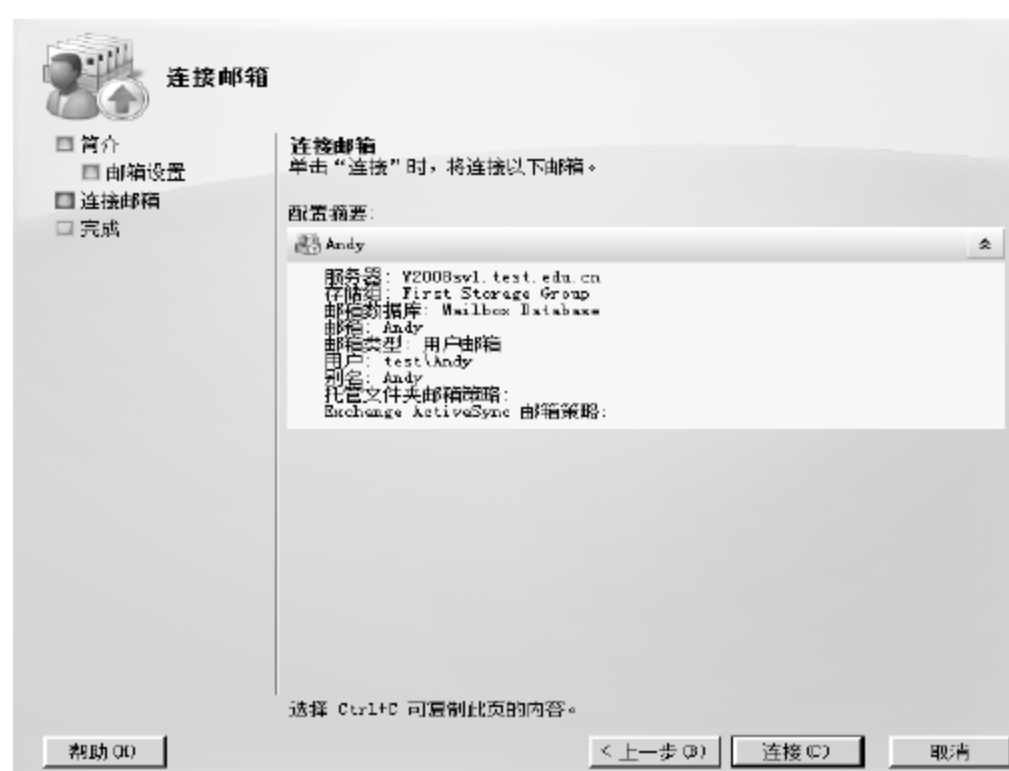 连接邮箱
简介
邮箱设置
连接邮箱
完成
连接邮箱
单击“连接”时，将连接以下邮箱。
配置摘要:
Andy
服务器: W2008sv1.test.edu.cn
存储组: First Storage Group
邮箱数据库: Mailbox Database
邮箱: Andy
邮箱类型: 用户邮箱
用户: test\Andy
别名: Andy
托管文件夹邮箱策略:
Exchange ActiveSync 邮箱策略:
选择 Ctrl+C 可复制此页的内容。
帮助(H)
<上一步(B)
连接(C)
取消